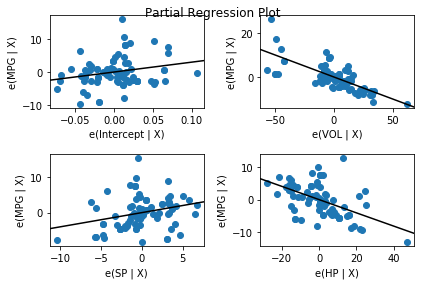 Partial Regression Plot
10
0
−10
e(MPG | X)
−0.05
0.00
0.05
0.10
e(Intercept | X)
20
0
e(MPG | X)
−50
0
50
e(VOL | X)
10
0
e(MPG | X)
−10
−5
0
5
e(SP | X)
10
0
−10
e(MPG | X)
−20
0
20
40
e(HP | X)